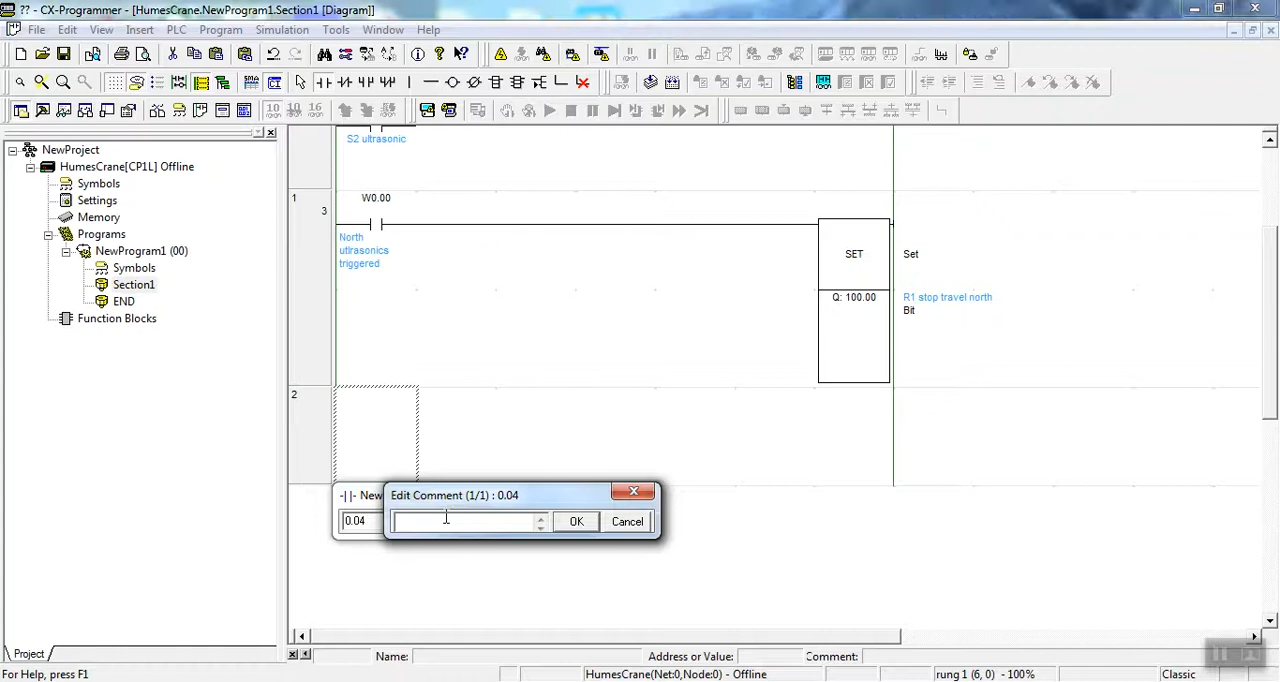 ?? - CX-Programmer - [HumesCrane.NewProgram1.Section1 [Diagram]]
File Edit View Insert PLC Program Simulation Tools Window Help
10 10 16
NewProject
HumesCrane[CP1L] Offline
Symbols
Settings
Memory
Programs
NewProgram1 (00)
Symbols
Section1
END
Function Blocks
Project
S2 ultrasonic
1
3
W0.00
North
utlrasonics
triggered
SET
Set
Q: 100.00
R1 stop travel north
Bit
2
-| |- New
0.04
Edit Comment (1/1) : 0.04
OK
Cancel
Name:
Address or Value:
Comment:
For Help, press F1
HumesCrane(Net:0,Node:0) - Offline
rung 1 (6, 0) - 100%
Classic